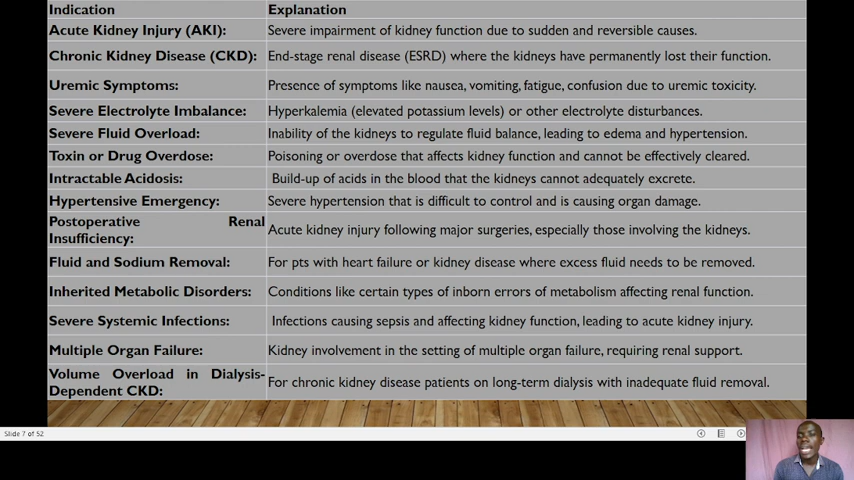 Indication Explanation
Acute Kidney Injury (AKI): Severe impairment of kidney function due to sudden and reversible causes.
Chronic Kidney Disease (CKD): End-stage renal disease (ESRD) where the kidneys have permanently lost their function.
Uremic Symptoms: Presence of symptoms like nausea, vomiting, fatigue, confusion due to uremic toxicity.
Severe Electrolyte Imbalance: Hyperkalemia (elevated potassium levels) or other electrolyte disturbances.
Severe Fluid Overload: Inability of the kidneys to regulate fluid balance, leading to edema and hypertension.
Toxin or Drug Overdose: Poisoning or overdose that affects kidney function and cannot be effectively cleared.
Intractable Acidosis: Build-up of acids in the blood that the kidneys cannot adequately excrete.
Hypertensive Emergency: Severe hypertension that is difficult to control and is causing organ damage.
Postoperative Renal
Insufficiency:
Acute kidney injury following major surgeries, especially those involving the kidneys.
Fluid and Sodium Removal: For pts with heart failure or kidney disease where excess fluid needs to be removed.
Inherited Metabolic Disorders: Conditions like certain types of inborn errors of metabolism affecting renal function.
Severe Systemic Infections: Infections causing sepsis and affecting kidney function, leading to acute kidney injury.
Multiple Organ Failure: Kidney involvement in the setting of multiple organ failure, requiring renal support.
Volume Overload in Dialysis-
Dependent CKD:
For chronic kidney disease patients on long-term dialysis with inadequate fluid removal.
Slide 7 of 52